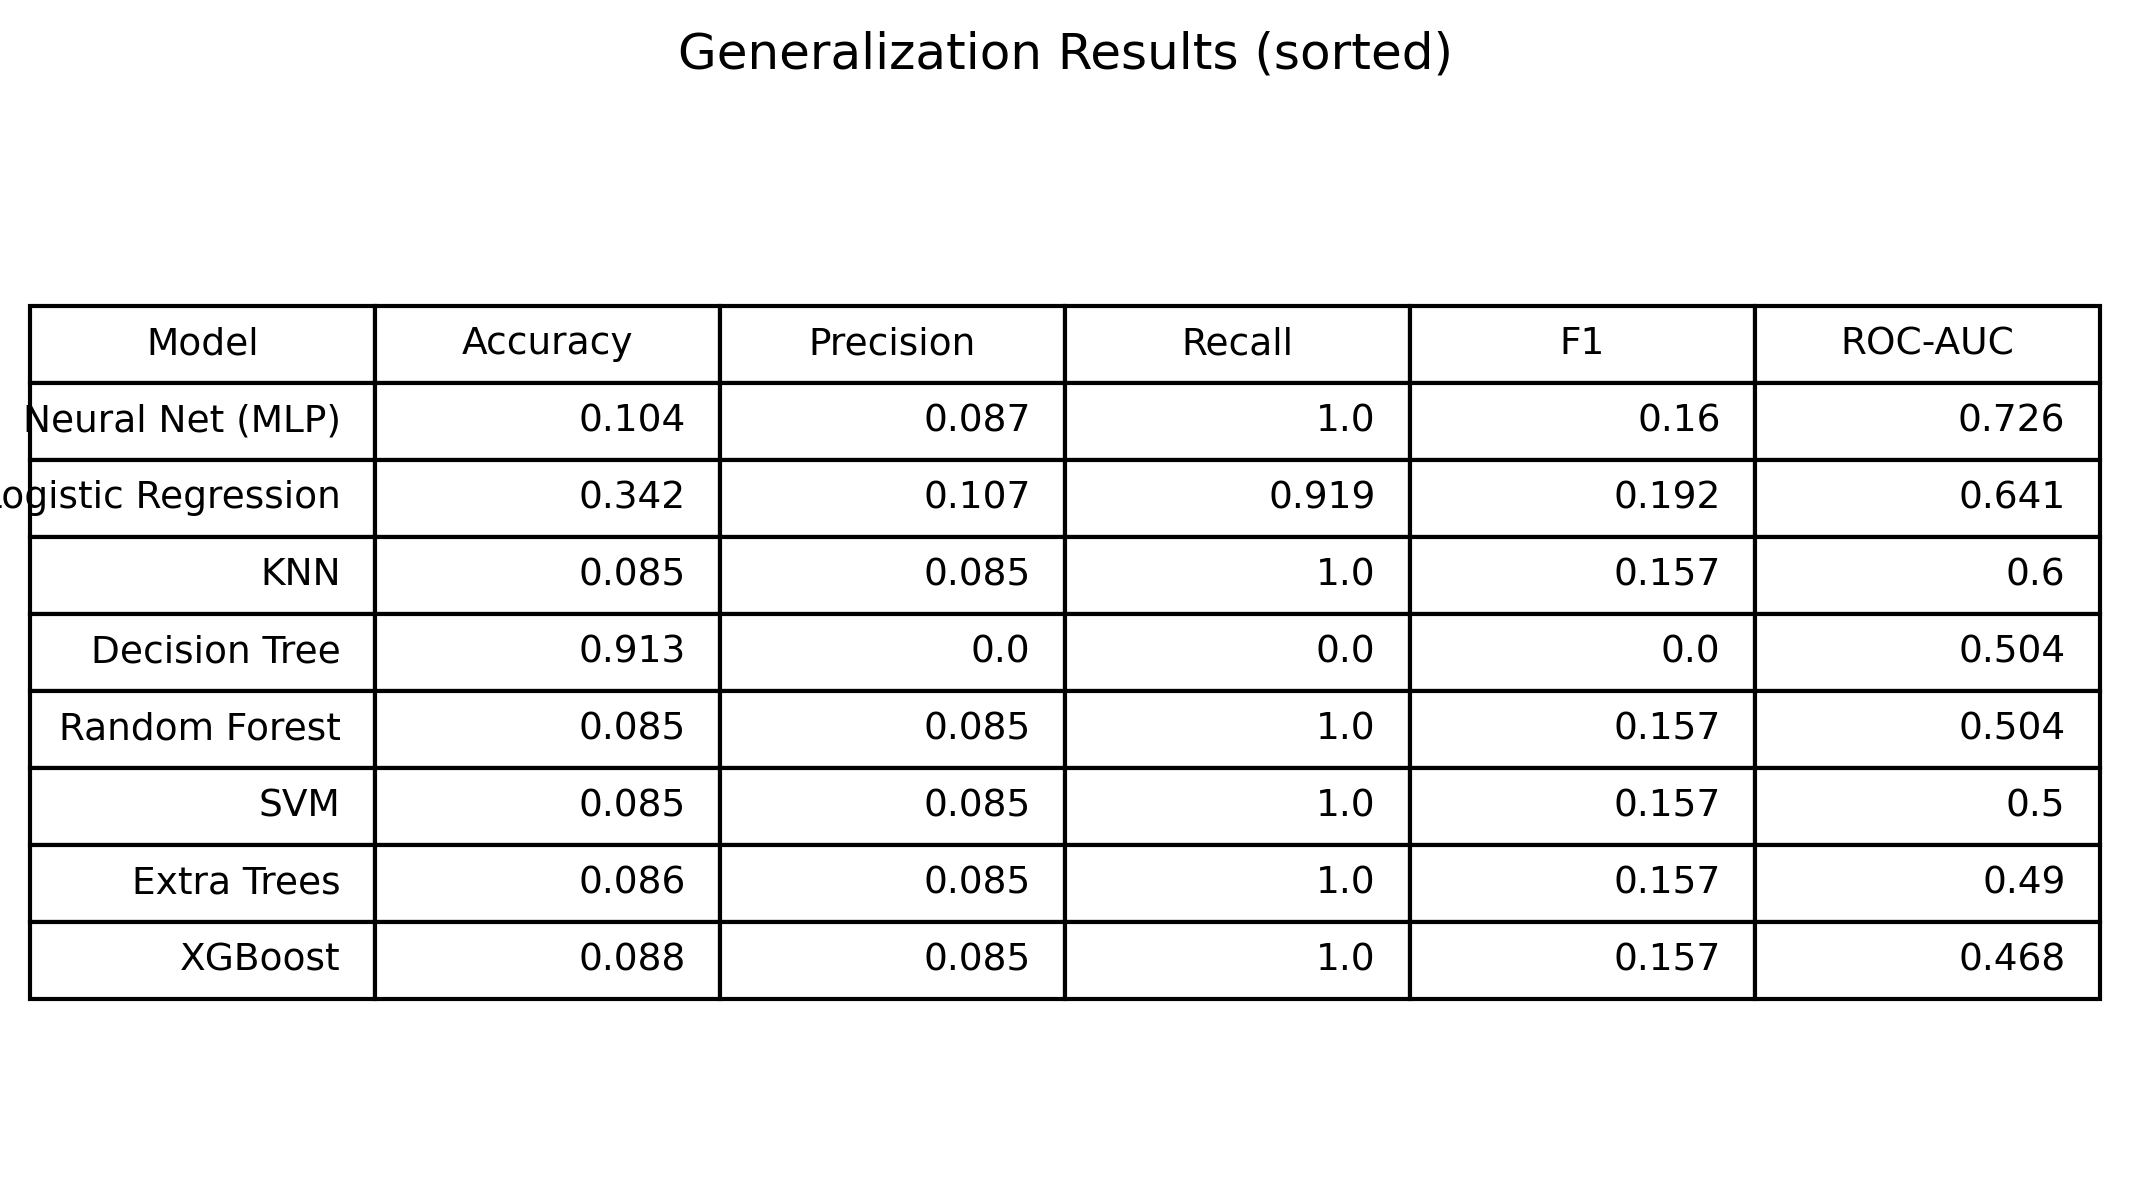 Generalization Results (sorted)
Model Accuracy Precision Recall F1 ROC-AUC
Neural Net (MLP) 0.104 0.087 1.0 0.16 0.726
Logistic Regression 0.342 0.107 0.919 0.192 0.641
KNN 0.085 0.085 1.0 0.157 0.6
Decision Tree 0.913 0.0 0.0 0.0 0.504
Random Forest 0.085 0.085 1.0 0.157 0.504
SVM 0.085 0.085 1.0 0.157 0.5
Extra Trees 0.086 0.085 1.0 0.157 0.49
XGBoost 0.088 0.085 1.0 0.157 0.468